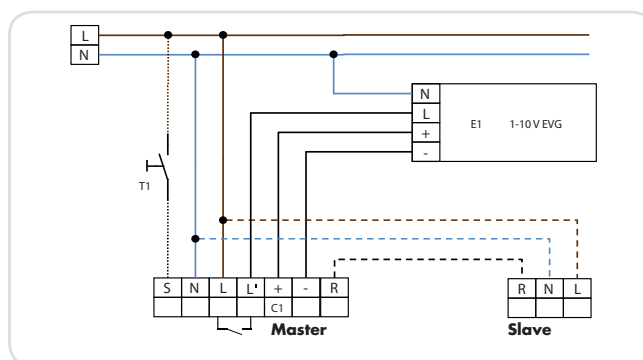 L
N
N
L
+
-
E1 1-10 V EVG
T1
S N L L' + - R
C1
Master
R N L
Slave